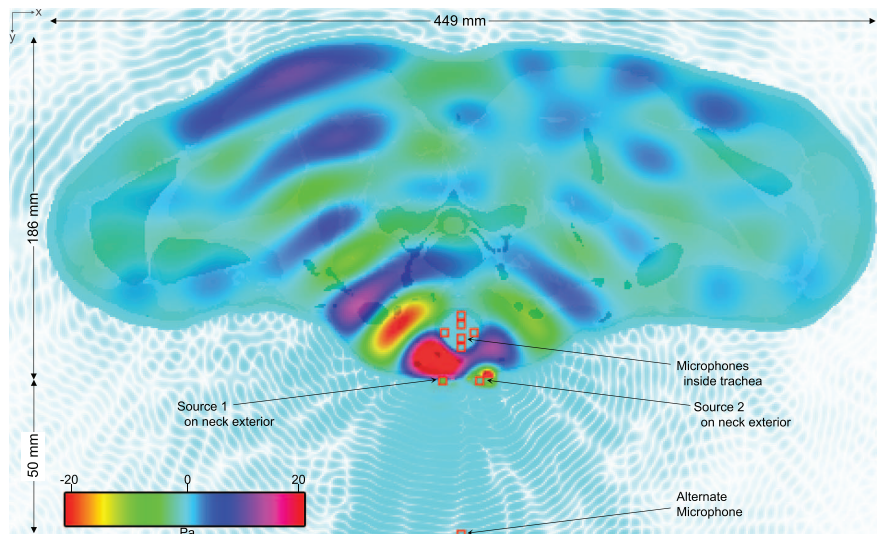 x
449 mm
y
186 mm
Microphones
inside trachea
Source 1
on neck exterior
Source 2
on neck exterior
50 mm
-20 0 20
Alternate
Microphone
Pa